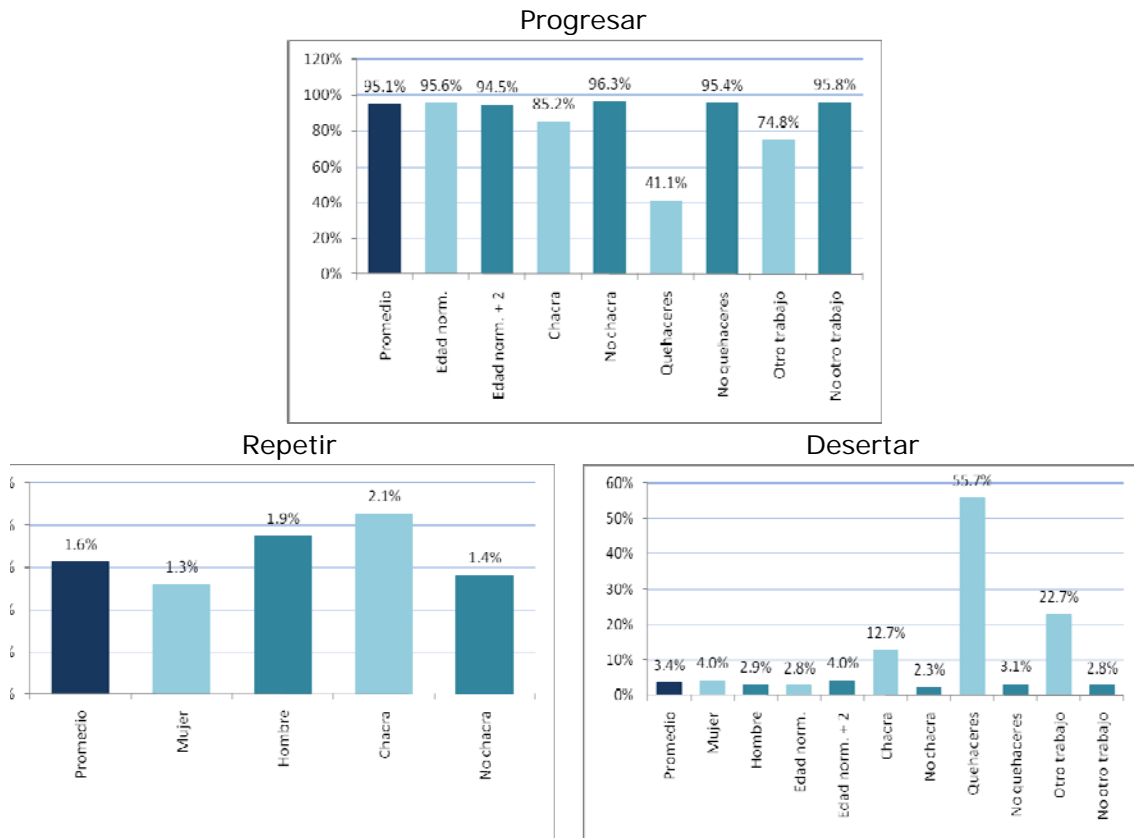 Progresar
120%
100%
80%
60%
40%
20%
0%
95.1%
95.6%
94.5%
85.2%
96.3%
41.1%
95.4%
74.8%
95.8%
Promedio
Edad norm.
Edad norm. + 2
Chacra
No chacra
Quehaceres
No quehaceres
Otro trabajo
No otro trabajo
Repetir
%
%
%
%
%
%
1.6%
1.3%
1.9%
2.1%
1.4%
Promedio
Mujer
Hombre
Chacra
No chacra
Desertar
60%
50%
40%
30%
20%
10%
0%
3.4%
4.0%
2.9%
2.8%
4.0%
12.7%
2.3%
55.7%
3.1%
22.7%
2.8%
Promedio
Mujer
Hombre
Edad norm.
Edad norm. + 2
Chacra
No chacra
Quehaceres
No quehaceres
Otro trabajo
No otro trabajo